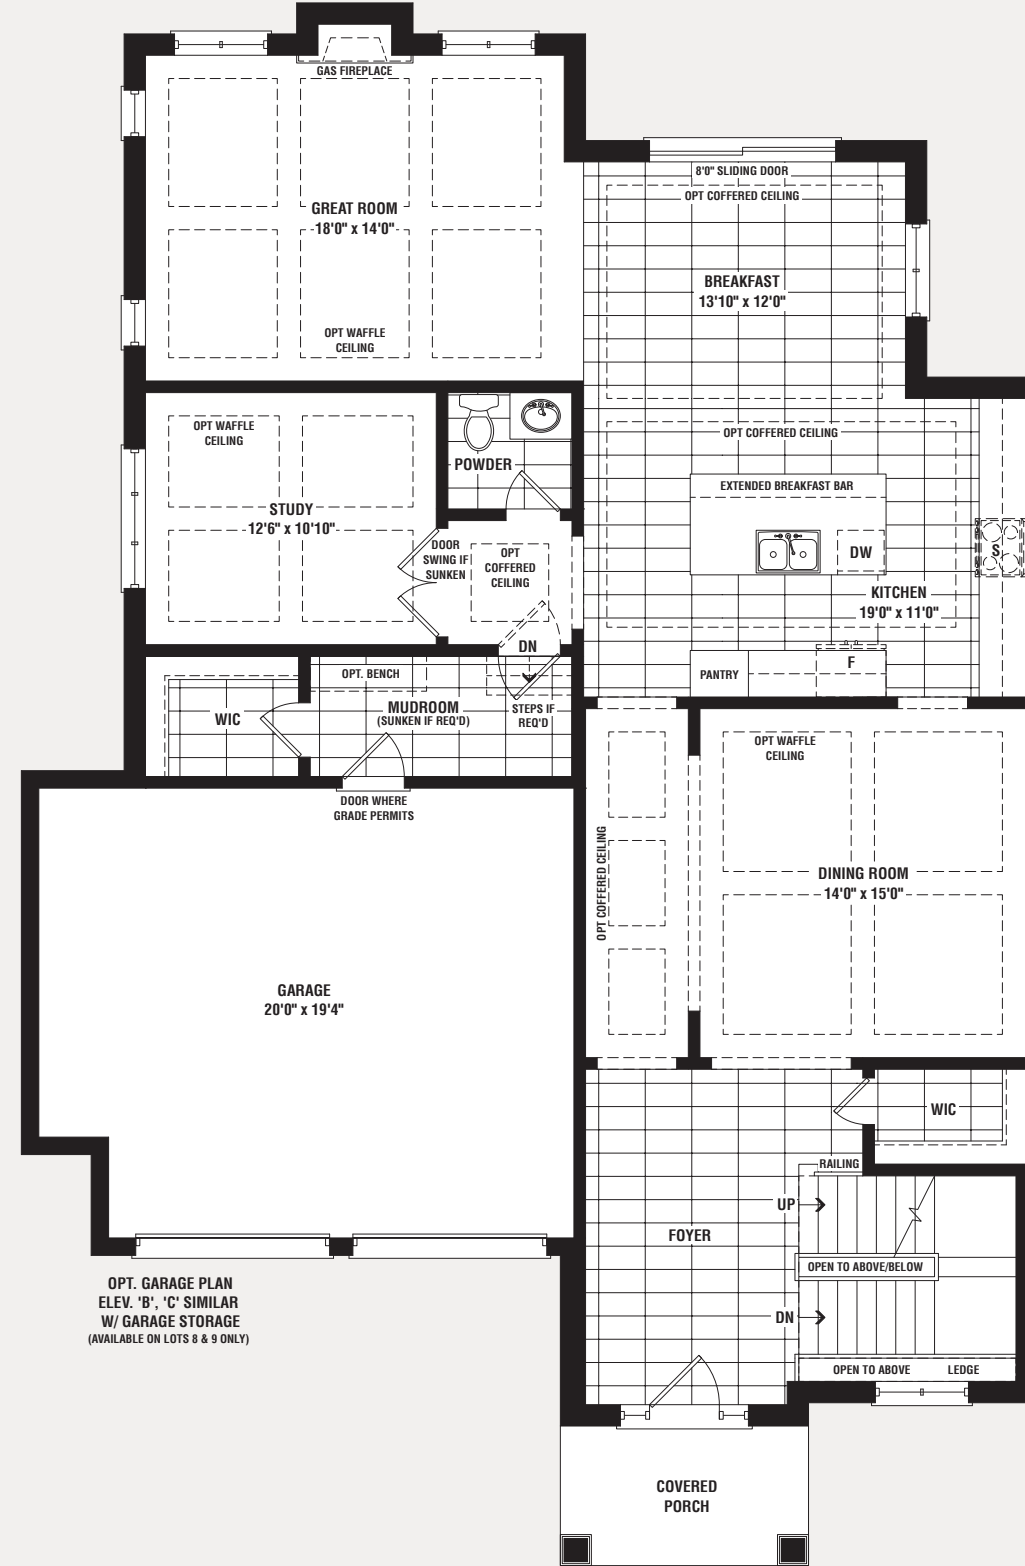 GAS FIREPLACE
GREAT ROOM
18'0" x 14'0"
OPT WAFFLE
CEILING
8'0" SLIDING DOOR
OPT COFFERED CEILING
BREAKFAST
13'10" x 12'0"
OPT COFFERED CEILING
EXTENDED BREAKFAST BAR
DW
S
KITCHEN
19'0" x 11'0"
F
PANTRY
OPT WAFFLE
CEILING
STUDY
12'6" x 10'10"
POWDER
DOOR
SWING IF
SUNKEN
OPT
COFFERED
CEILING
DN
OPT. BENCH
MUDROOM
(SUNKEN IF REQ'D)
STEPS IF
REQ'D
WIC
DOOR WHERE
GRADE PERMITS
OPT WAFFLE
CEILING
DINING ROOM
14'0" x 15'0"
OPT COFFERED CEILING
GARAGE
20'0" x 19'4"
WIC
RAILING
UP
FOYER
OPEN TO ABOVE/BELOW
DN
OPEN TO ABOVE
LEDGE
OPT. GARAGE PLAN
ELEV. 'B', 'C' SIMILAR
W/ GARAGE STORAGE
(AVAILABLE ON LOTS 8 & 9 ONLY)
COVERED
PORCH